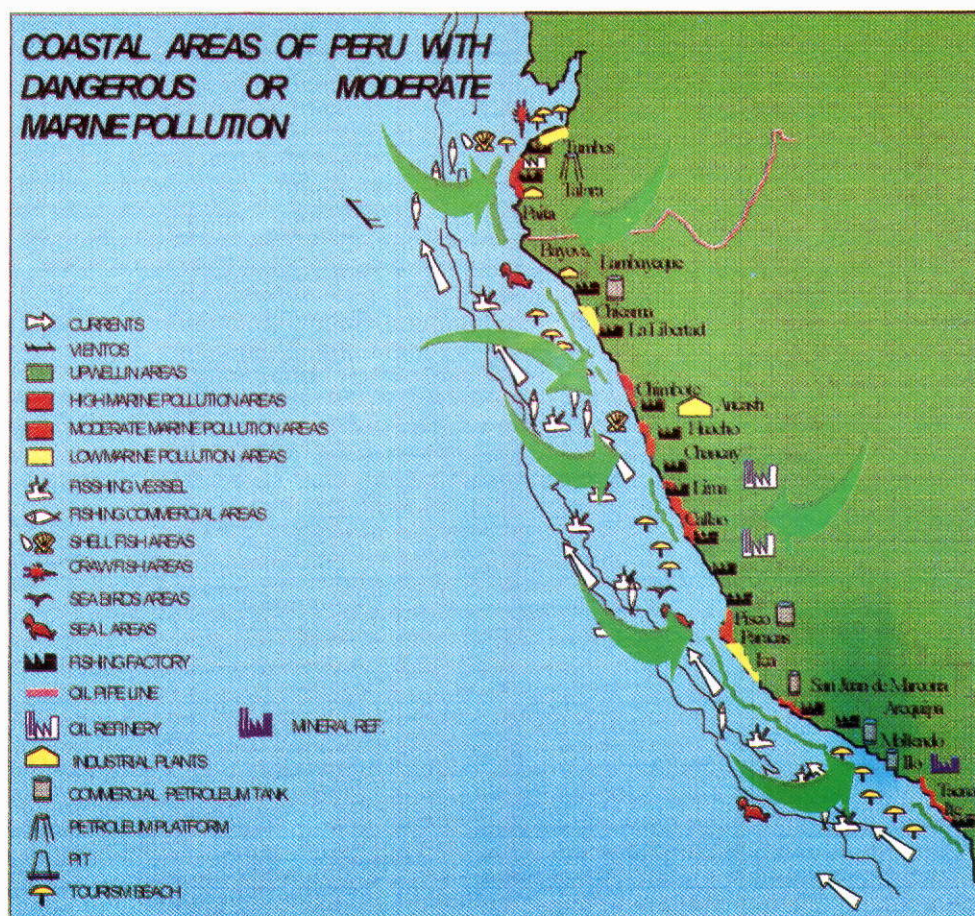 COASTAL AREAS OF PERU WITH
DANGEROUS OR MODERATE
MARINE POLLUTION
Tumbes
Talara
Paita
Bayova
Lambayeque
Chicama
La Libertad
Chimbote
Ancash
Huacho
Chancay
Lima
Callao
Pisco
Paracas
Ica
San Juan de Marcona
Arequipa
Mollendo
Ilo
Tacna
Ite
CURRENTS
VIENTOS
UPWELLIN AREAS
HIGH MARINE POLLUTION AREAS
MODERATE MARINE POLLUTION AREAS
LOW MARINE POLLUTION AREAS
FISSHING VESSEL
FISHING COMMERCIAL AREAS
SHELL FISH AREAS
CRAWFISH AREAS
SEA BIRDS AREAS
SEA L AREAS
FISHING FACTORY
OIL PIPE LINE
OIL REFINERY
MINERAL REF.
INDUSTRIAL PLANTS
COMMERCIAL PETROLEUM TANK
PETROLEUM PLATFORM
PIT
TOURISM BEACH